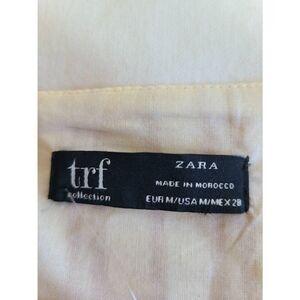 trf
collection
ZARA
MADE IN MOROCCO
EUR M/USA M/MEX 28